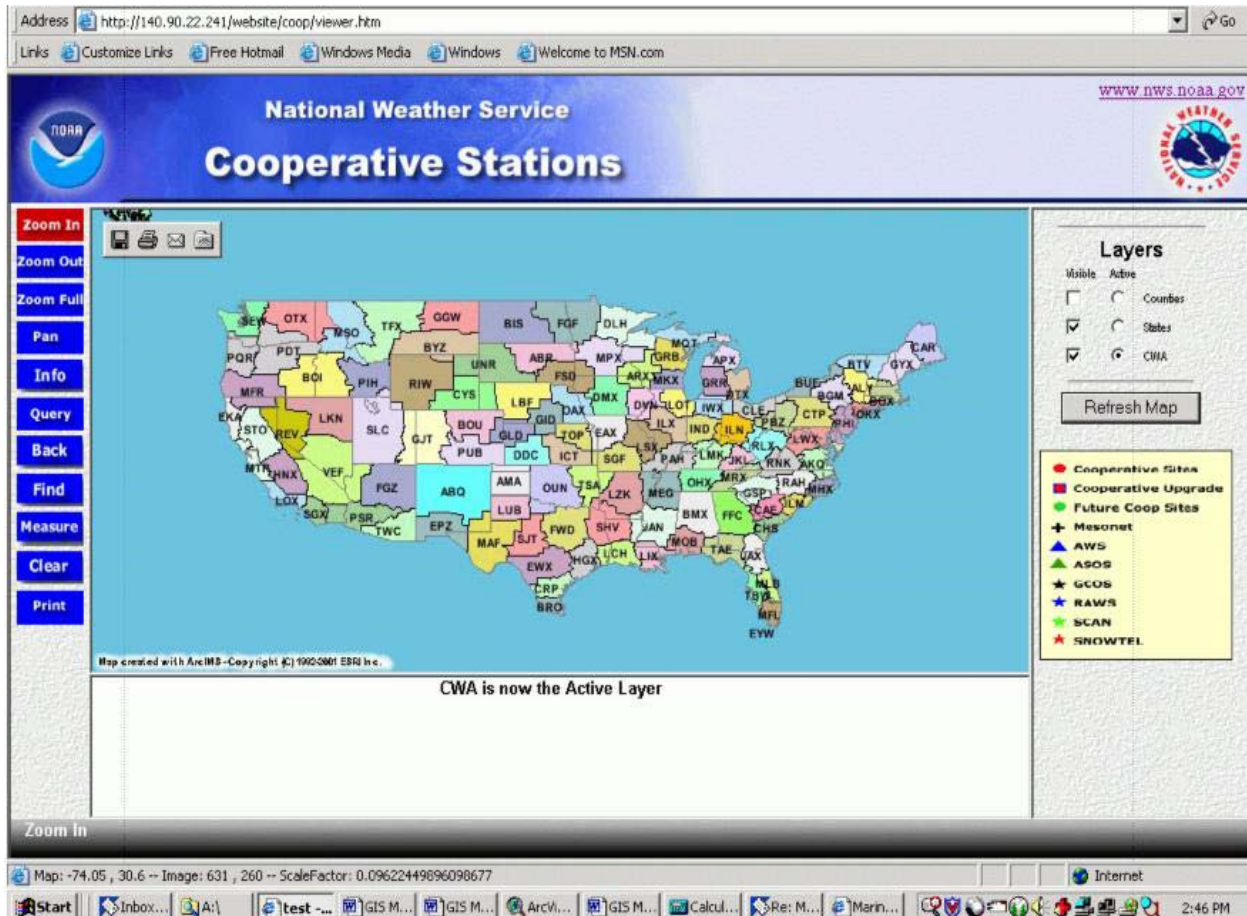 Address http://140.90.22.241/website/coop/viewer.htm Go
Links Customize Links Free Hotmail Windows Media Windows Welcome to MSN.com
www.nws.noaa.gov
NOAA
National Weather Service
Cooperative Stations
NATIONAL WEATHER SERVICE
Zoom In
Zoom Out
Zoom Full
Pan
Info
Query
Back
Find
Measure
Clear
Print
SEW OTX MSO TFX GGW BIS FGF DLH MQT CAR
PQR PDT BYZ UNR ABR MPX GRB APX BTV GYX
MFR BOI PIH RIW FSD ARX MKX GRR DTX BUF ALY BOX
EKA STO REV LKN SLC CYS LBF OAX DMX DVN LOT IWX CLE BGM CTP OKX
GJT BOU GLD GID TOP EAX ILX IND ILN PBZ PHI
MTR HNX VEF PUB DDC ICT SGF LSX PAH LMK JKL RLX RNK LWX AKQ
LOX SGX PSR FGZ ABQ AMA OUN TSA LZK MEG OHX MRX GSP RAH MHX
TWC EPZ LUB FWD SHV JAN BMX FFC CAE ILM CHS
MAF SJT EWX HGX LCH LIX MOB TAE JAX
CRP MLB TBW
BRO MFL
EYW
Map created with ArcIMS - Copyright (C) 1992-2001 ESRI Inc.
CWA is now the Active Layer
Layers
Visible Active
Counties
States
CWA
Refresh Map
Cooperative Sites
Cooperative Upgrade
Future Coop Sites
Mesonet
AWS
ASOS
GCOS
RAWS
SCAN
SNOWTEL
Zoom In
Map: -74.05 , 30.6 -- Image: 631 , 260 -- ScaleFactor: 0.09622449896098677
Internet
Start Inbox... A:\ test -... GIS M... GIS M... ArcVi... GIS M... Calcul... Re: M... Marin... 2:46 PM